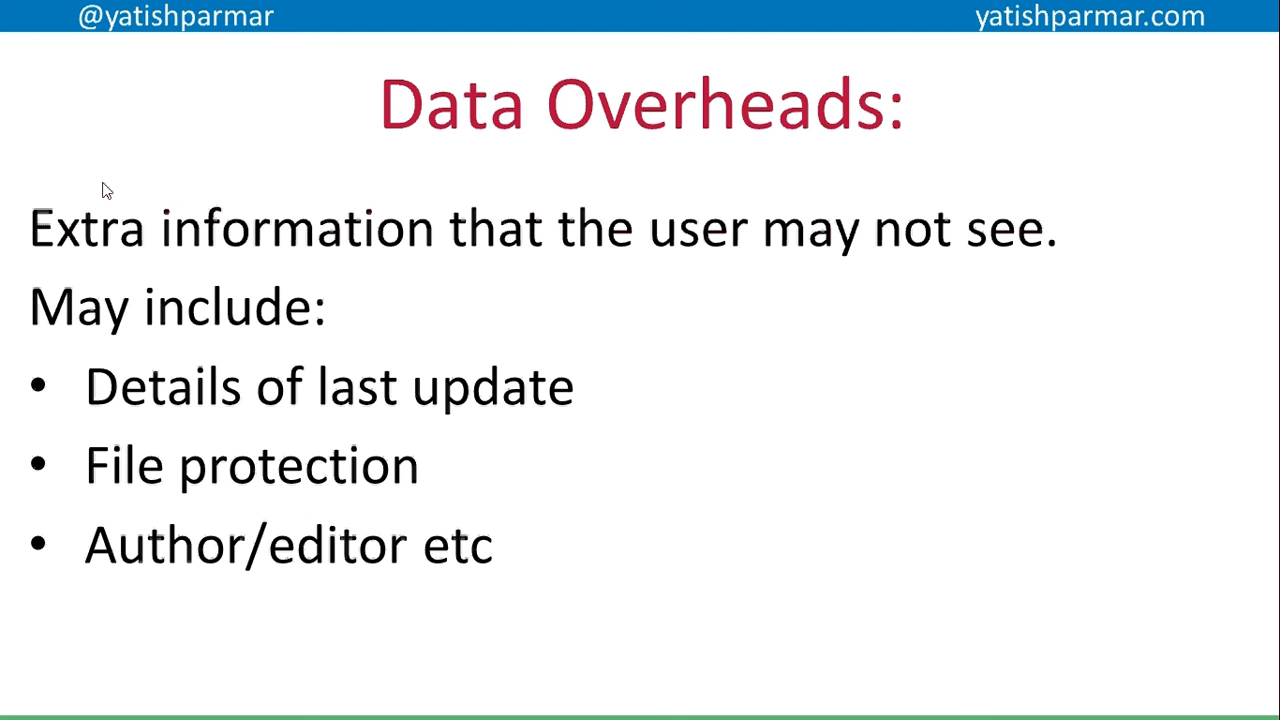 @yatishparmar
yatishparmar.com
Data Overheads:
Extra information that the user may not see.
May include:
• Details of last update
• File protection
• Author/editor etc